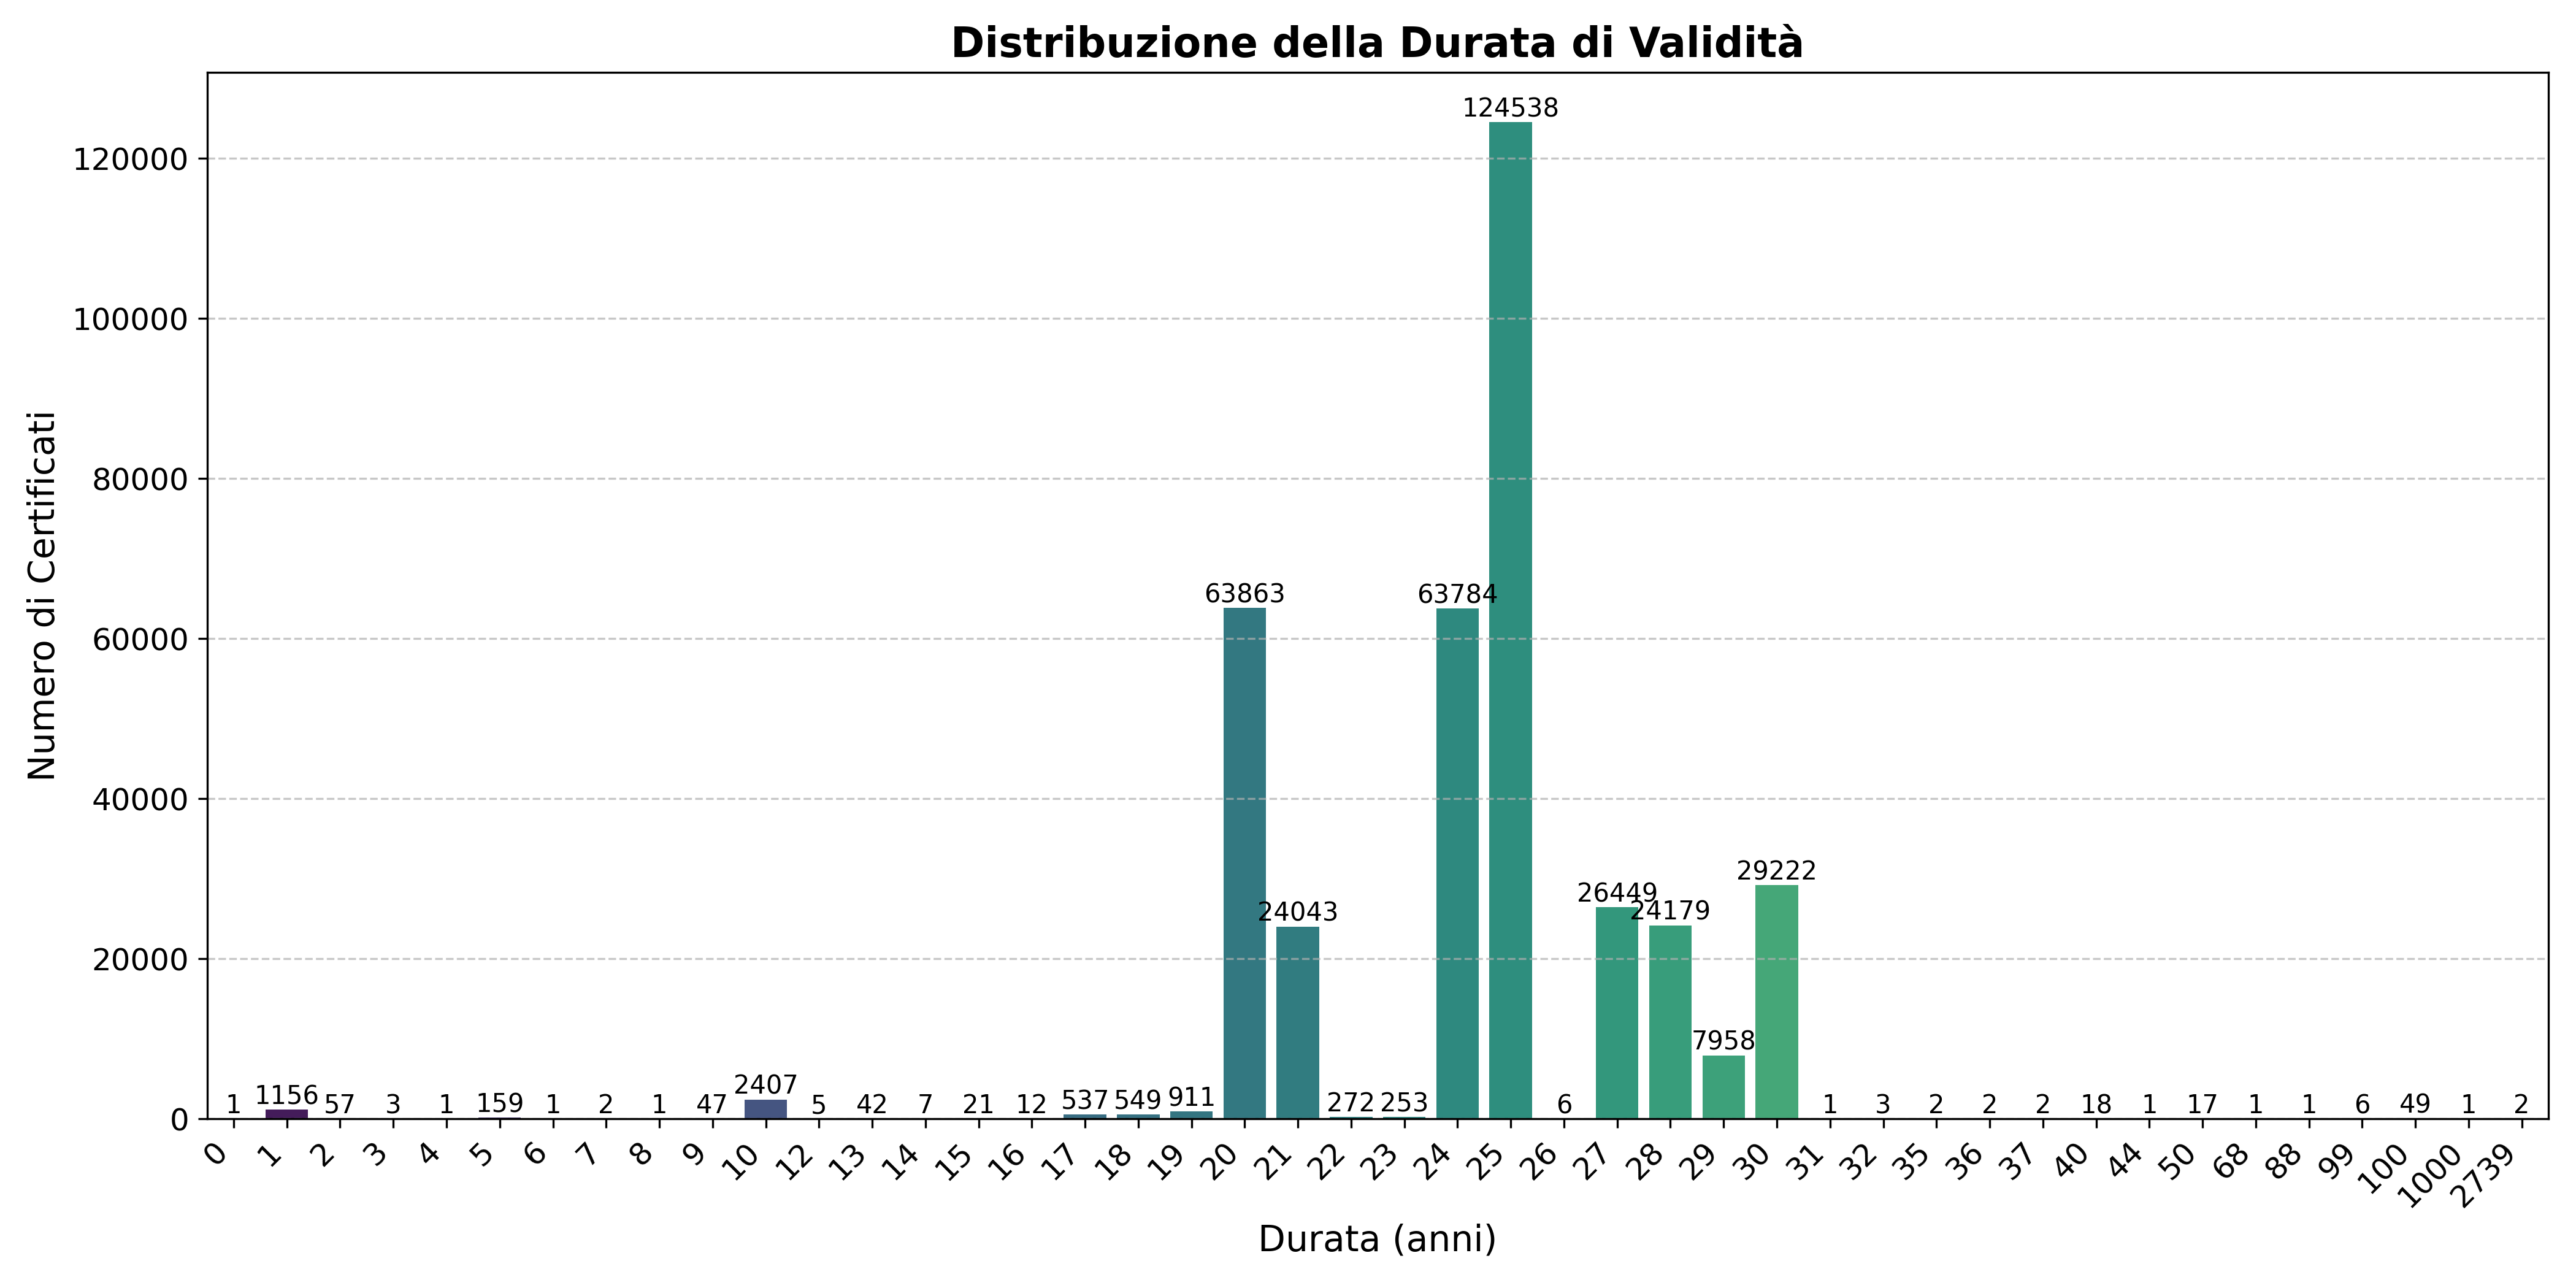 Distribuzione della Durata di Validità
Numero di Certificati
120000
100000
80000
60000
40000
20000
0
1 1156 57 3 1 159 1 2 1 47 2407 5 42 7 21 12 537 549 911 63863 24043 272 253 63784 124538 6 26449 24179 7958 29222 1 3 2 2 2 18 1 17 1 1 6 49 1 2
0 1 2 3 4 5 6 7 8 9 10 12 13 14 15 16 17 18 19 20 21 22 23 24 25 26 27 28 29 30 31 32 35 36 37 40 44 50 68 88 99 100 1000 2739
Durata (anni)